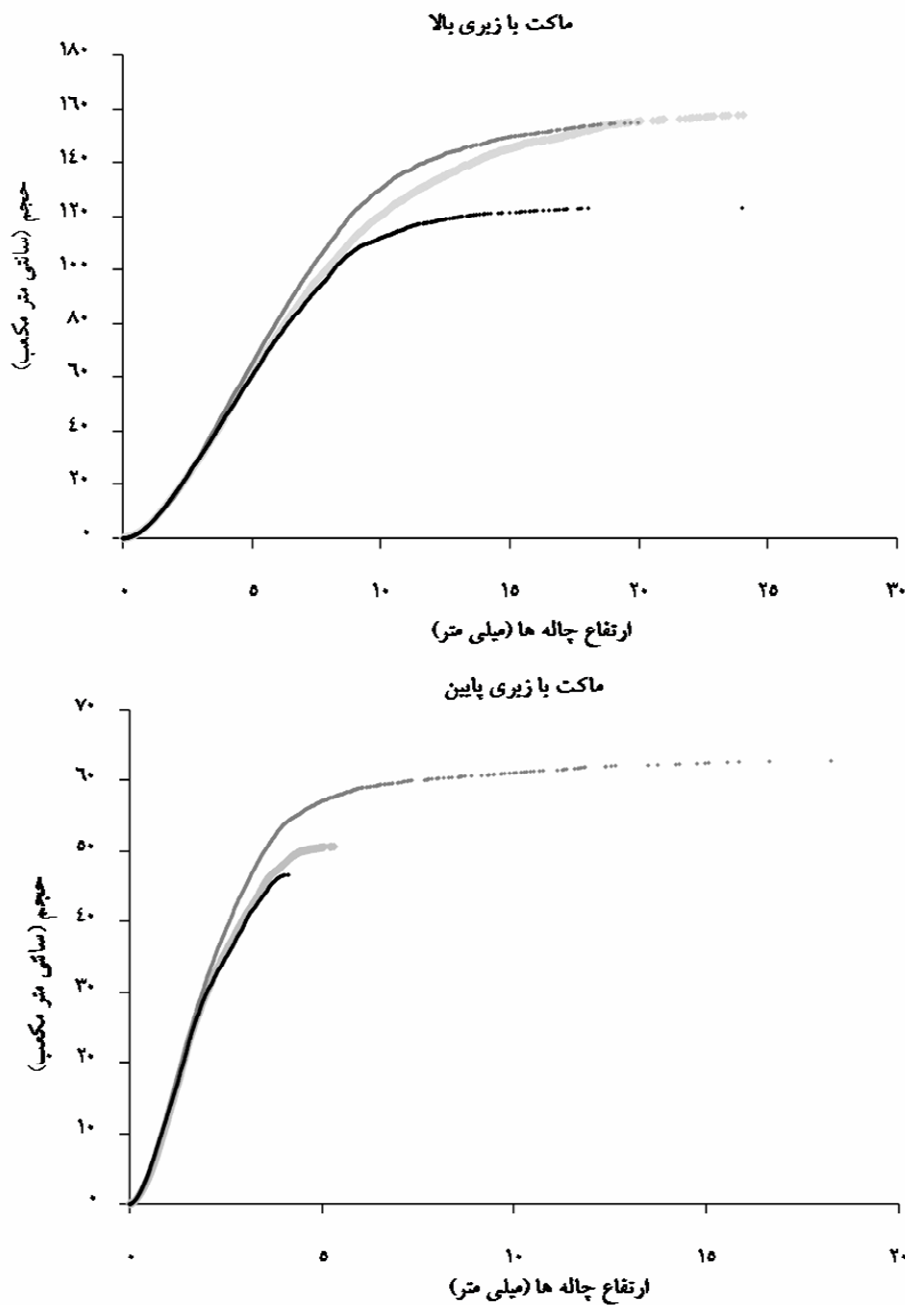 ماکت با زبری بالا
۱۸۰
۱۶۰
۱۴۰
۱۲۰
۱۰۰
۸۰
۶۰
۴۰
۲۰
۰
حجم (سانتی متر مکعب)
۰ ۵ ۱۰ ۱۵ ۲۰ ۲۵ ۳۰
ارتفاع چاله ها (میلی متر)
ماکت با زبری پایین
۷۰
۶۰
۵۰
۴۰
۳۰
۲۰
۱۰
۰
حجم (سانتی متر مکعب)
۰ ۵ ۱۰ ۱۵ ۲۰
ارتفاع چاله ها (میلی متر)